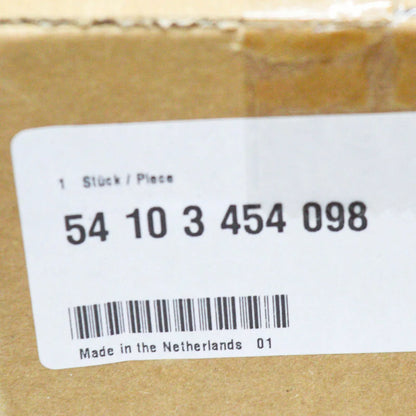 1 Stück / Piece
54 10 3 454 098
Made in the Netherlands 01